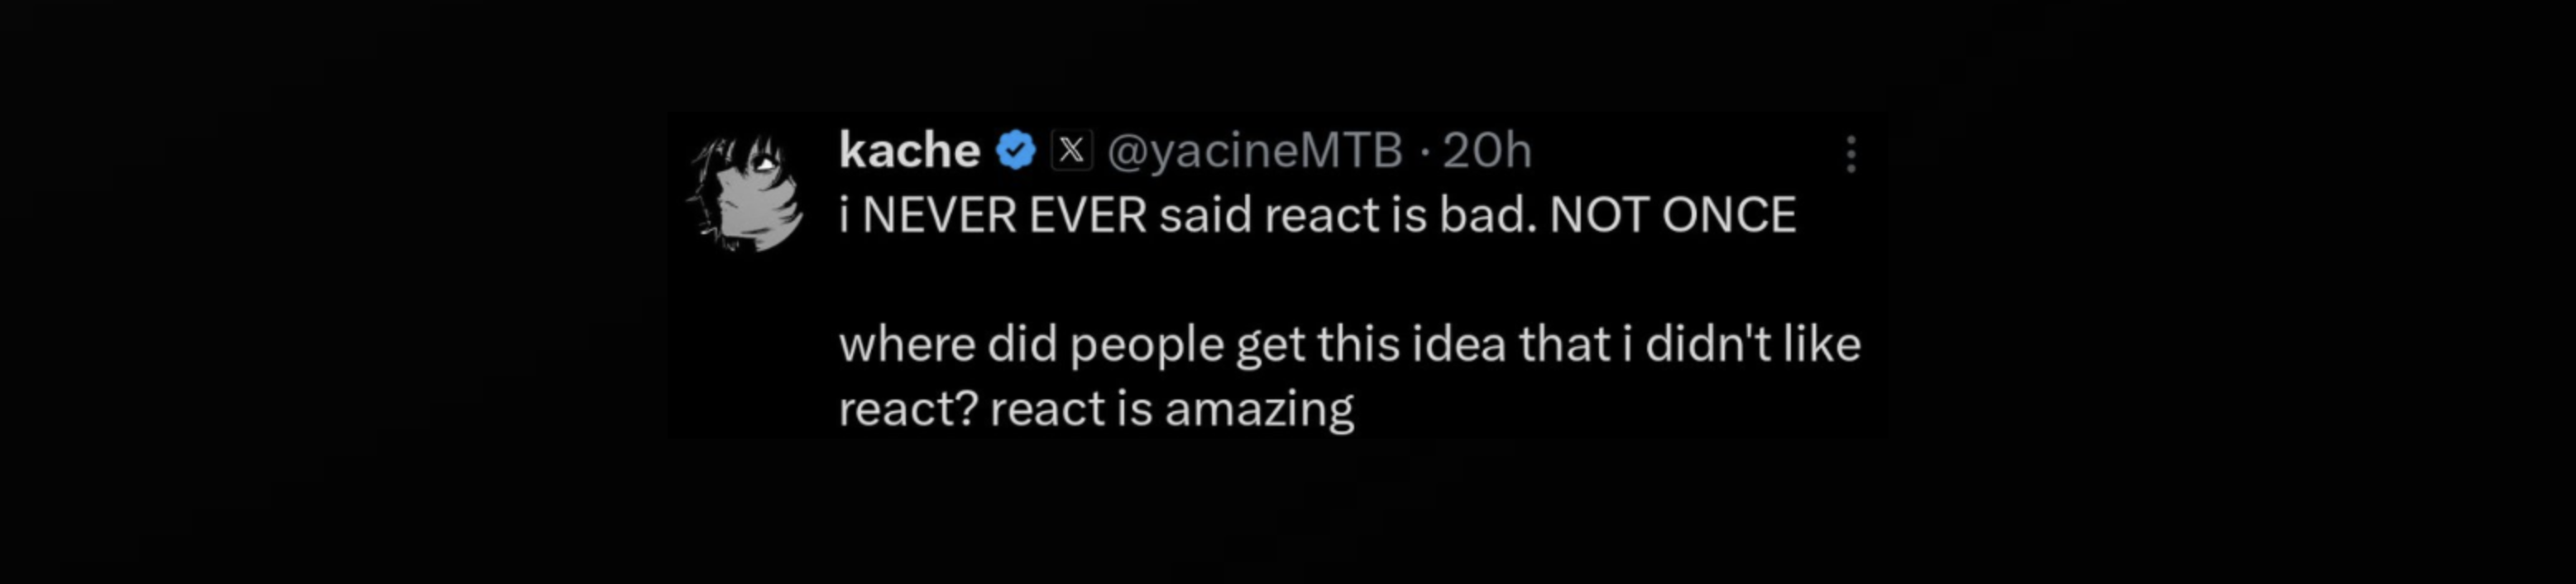 kache @yacineMTB · 20h
i NEVER EVER said react is bad. NOT ONCE
where did people get this idea that i didn't like
react? react is amazing